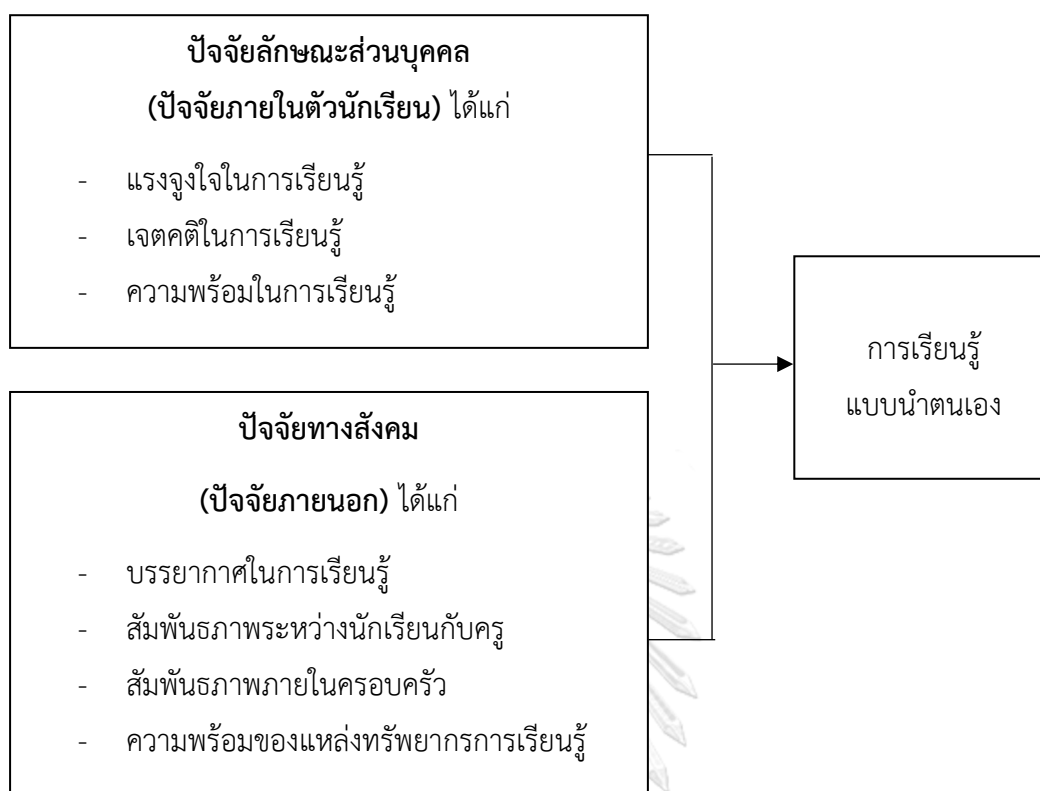 ปัจจัยลักษณะส่วนบุคคล
(ปัจจัยภายในตัวนักเรียน) ได้แก่
- แรงจูงใจในการเรียนรู้
- เจตคติในการเรียนรู้
- ความพร้อมในการเรียนรู้
ปัจจัยทางสังคม
(ปัจจัยภายนอก) ได้แก่
- บรรยากาศในการเรียนรู้
- สัมพันธภาพระหว่างนักเรียนกับครู
- สัมพันธภาพภายในครอบครัว
- ความพร้อมของแหล่งทรัพยากรการเรียนรู้
การเรียนรู้
แบบนำตนเอง